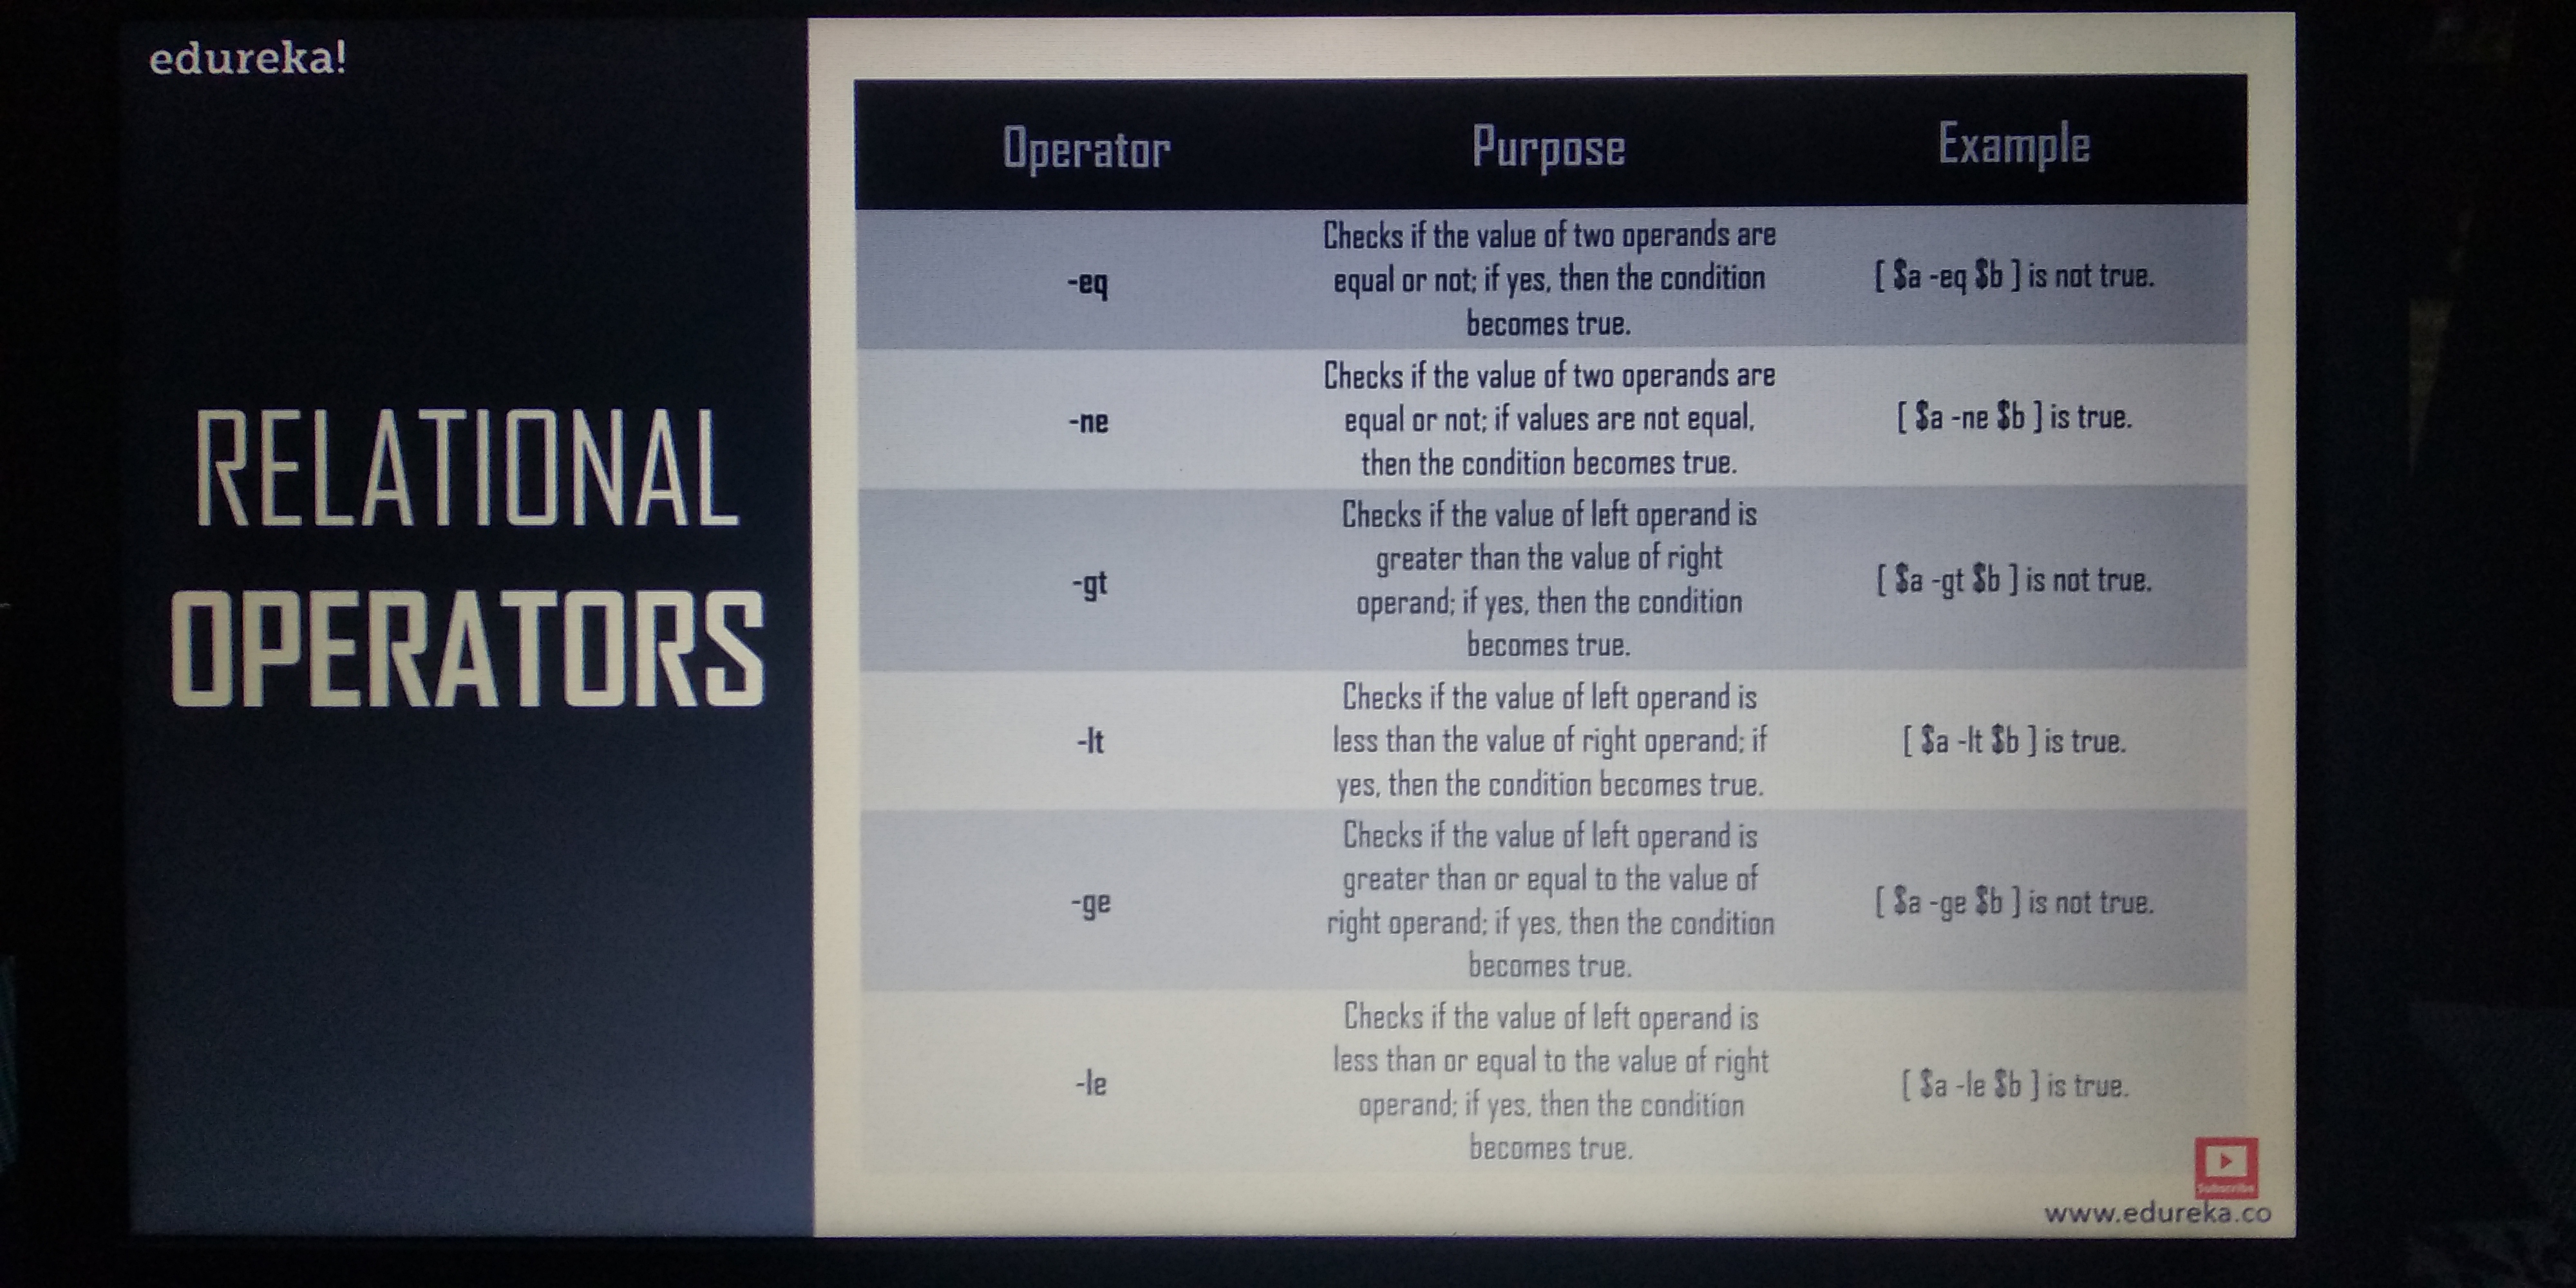 edureka!
RELATIONAL
OPERATORS
Operator Purpose Example
-eq
Checks if the value of two operands are
equal or not; if yes, then the condition
becomes true.
[ $a -eq $b ] is not true.
-ne
Checks if the value of two operands are
equal or not; if values are not equal,
then the condition becomes true.
[ $a -ne $b ] is true.
-gt
Checks if the value of left operand is
greater than the value of right
operand; if yes, then the condition
becomes true.
[ $a -gt $b ] is not true.
-lt
Checks if the value of left operand is
less than the value of right operand; if
yes, then the condition becomes true.
[ $a -lt $b ] is true.
-ge
Checks if the value of left operand is
greater than or equal to the value of
right operand; if yes, then the condition
becomes true.
[ $a -ge $b ] is not true.
-le
Checks if the value of left operand is
less than or equal to the value of right
operand; if yes, then the condition
becomes true.
[ $a -le $b ] is true.
Subscribe
www.edureka.co